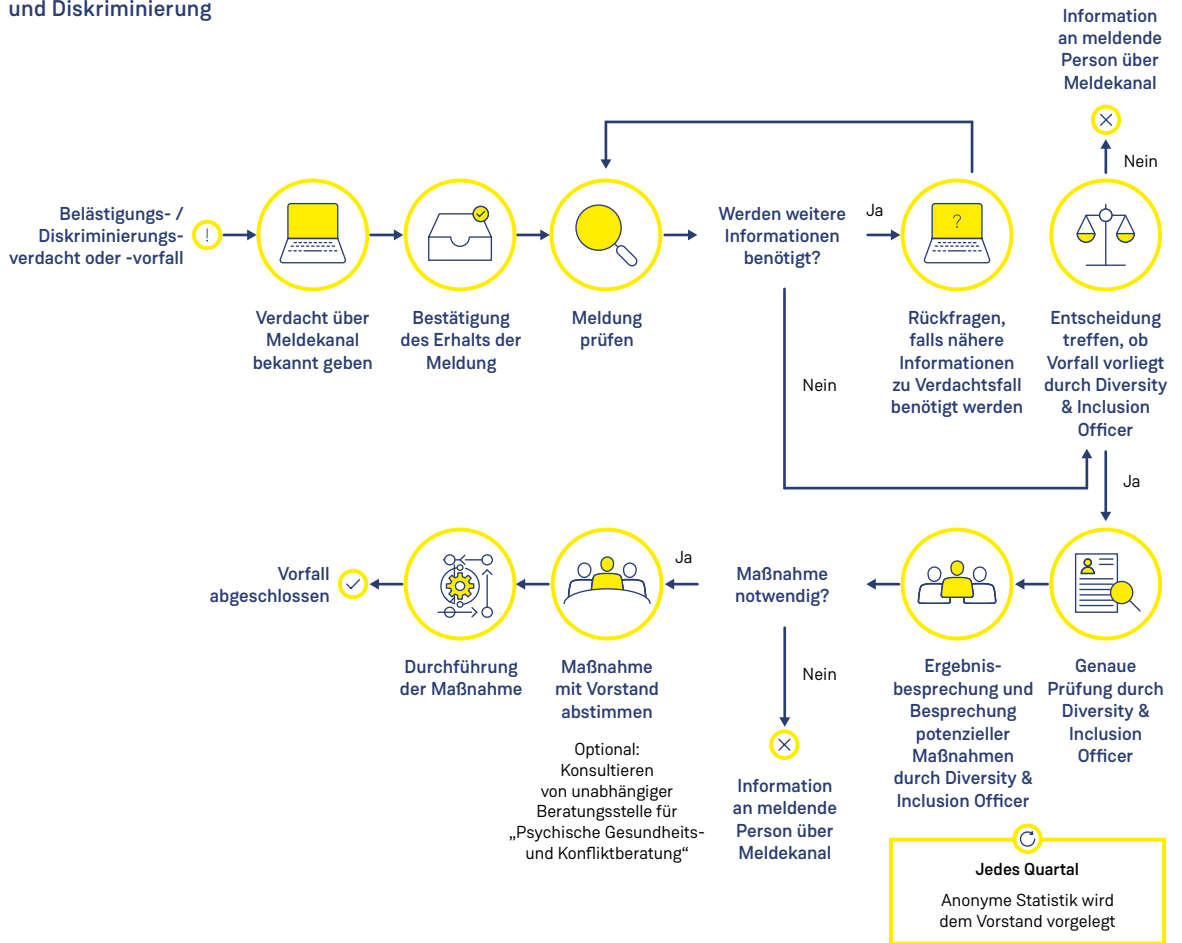 und Diskriminierung
Belästigungs- /
Diskriminierungs-
verdacht oder -vorfall
!
Verdacht über
Meldekanal
bekannt geben
Bestätigung
des Erhalts der
Meldung
Meldung
prüfen
Werden weitere
Informationen
benötigt?
Ja
Nein
?
Rückfragen,
falls nähere
Informationen
zu Verdachtsfall
benötigt werden
Information
an meldende
Person über
Meldekanal
Nein
Entscheidung
treffen, ob
Vorfall vorliegt
durch Diversity
& Inclusion
Officer
Ja
Genaue
Prüfung durch
Diversity &
Inclusion
Officer
Ergebnis-
besprechung und
Besprechung
potenzieller
Maßnahmen
durch Diversity &
Inclusion Officer
Maßnahme
notwendig?
Ja
Nein
Information
an meldende
Person über
Meldekanal
Maßnahme
mit Vorstand
abstimmen
Optional:
Konsultieren
von unabhängiger
Beratungsstelle für
„Psychische Gesundheits-
und Konfliktberatung“
Durchführung
der Maßnahme
Vorfall
abgeschlossen
Jedes Quartal
Anonyme Statistik wird
dem Vorstand vorgelegt